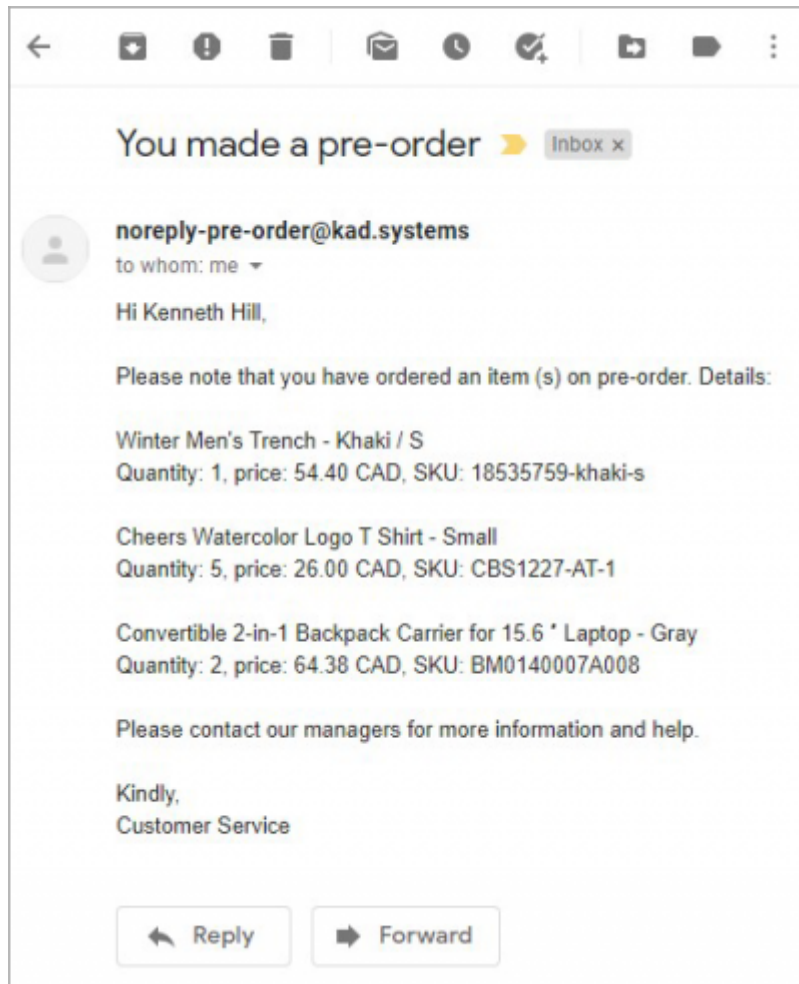 You made a pre-order Inbox ×
noreply-pre-order@kad.systems
to whom: me
Hi Kenneth Hill,
Please note that you have ordered an item (s) on pre-order. Details:
Winter Men's Trench - Khaki / S
Quantity: 1, price: 54.40 CAD, SKU: 18535759-khaki-s
Cheers Watercolor Logo T Shirt - Small
Quantity: 5, price: 26.00 CAD, SKU: CBS1227-AT-1
Convertible 2-in-1 Backpack Carrier for 15.6 " Laptop - Gray
Quantity: 2, price: 64.38 CAD, SKU: BM0140007A008
Please contact our managers for more information and help.
Kindly,
Customer Service
Reply Forward